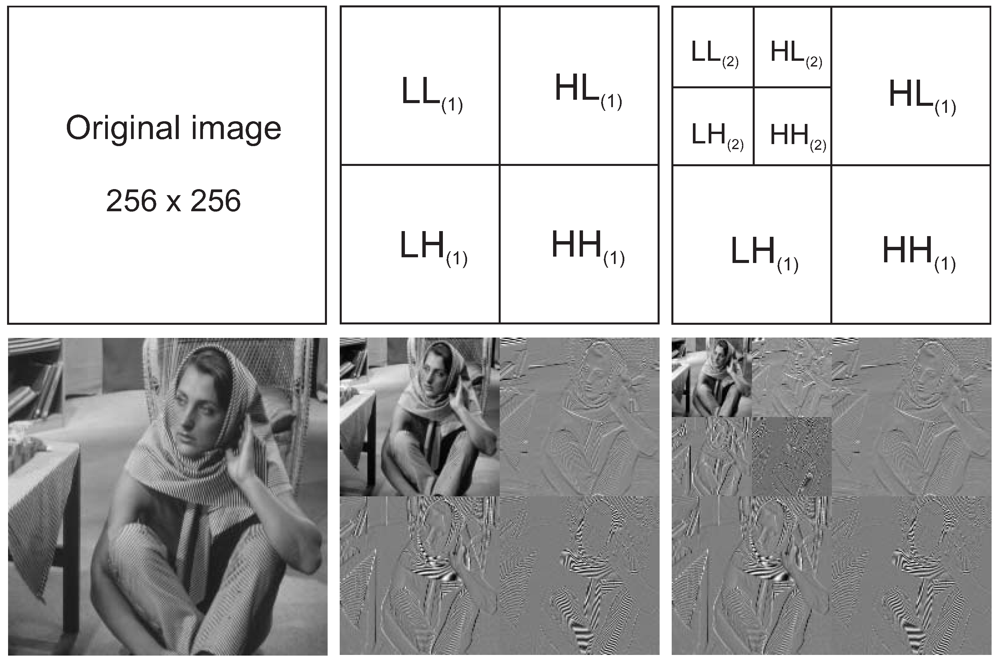 Original image
256 x 256
LL(1)
HL(1)
LH(1)
HH(1)
LL(2)
HL(2)
HL(1)
LH(2)
HH(2)
LH(1)
HH(1)